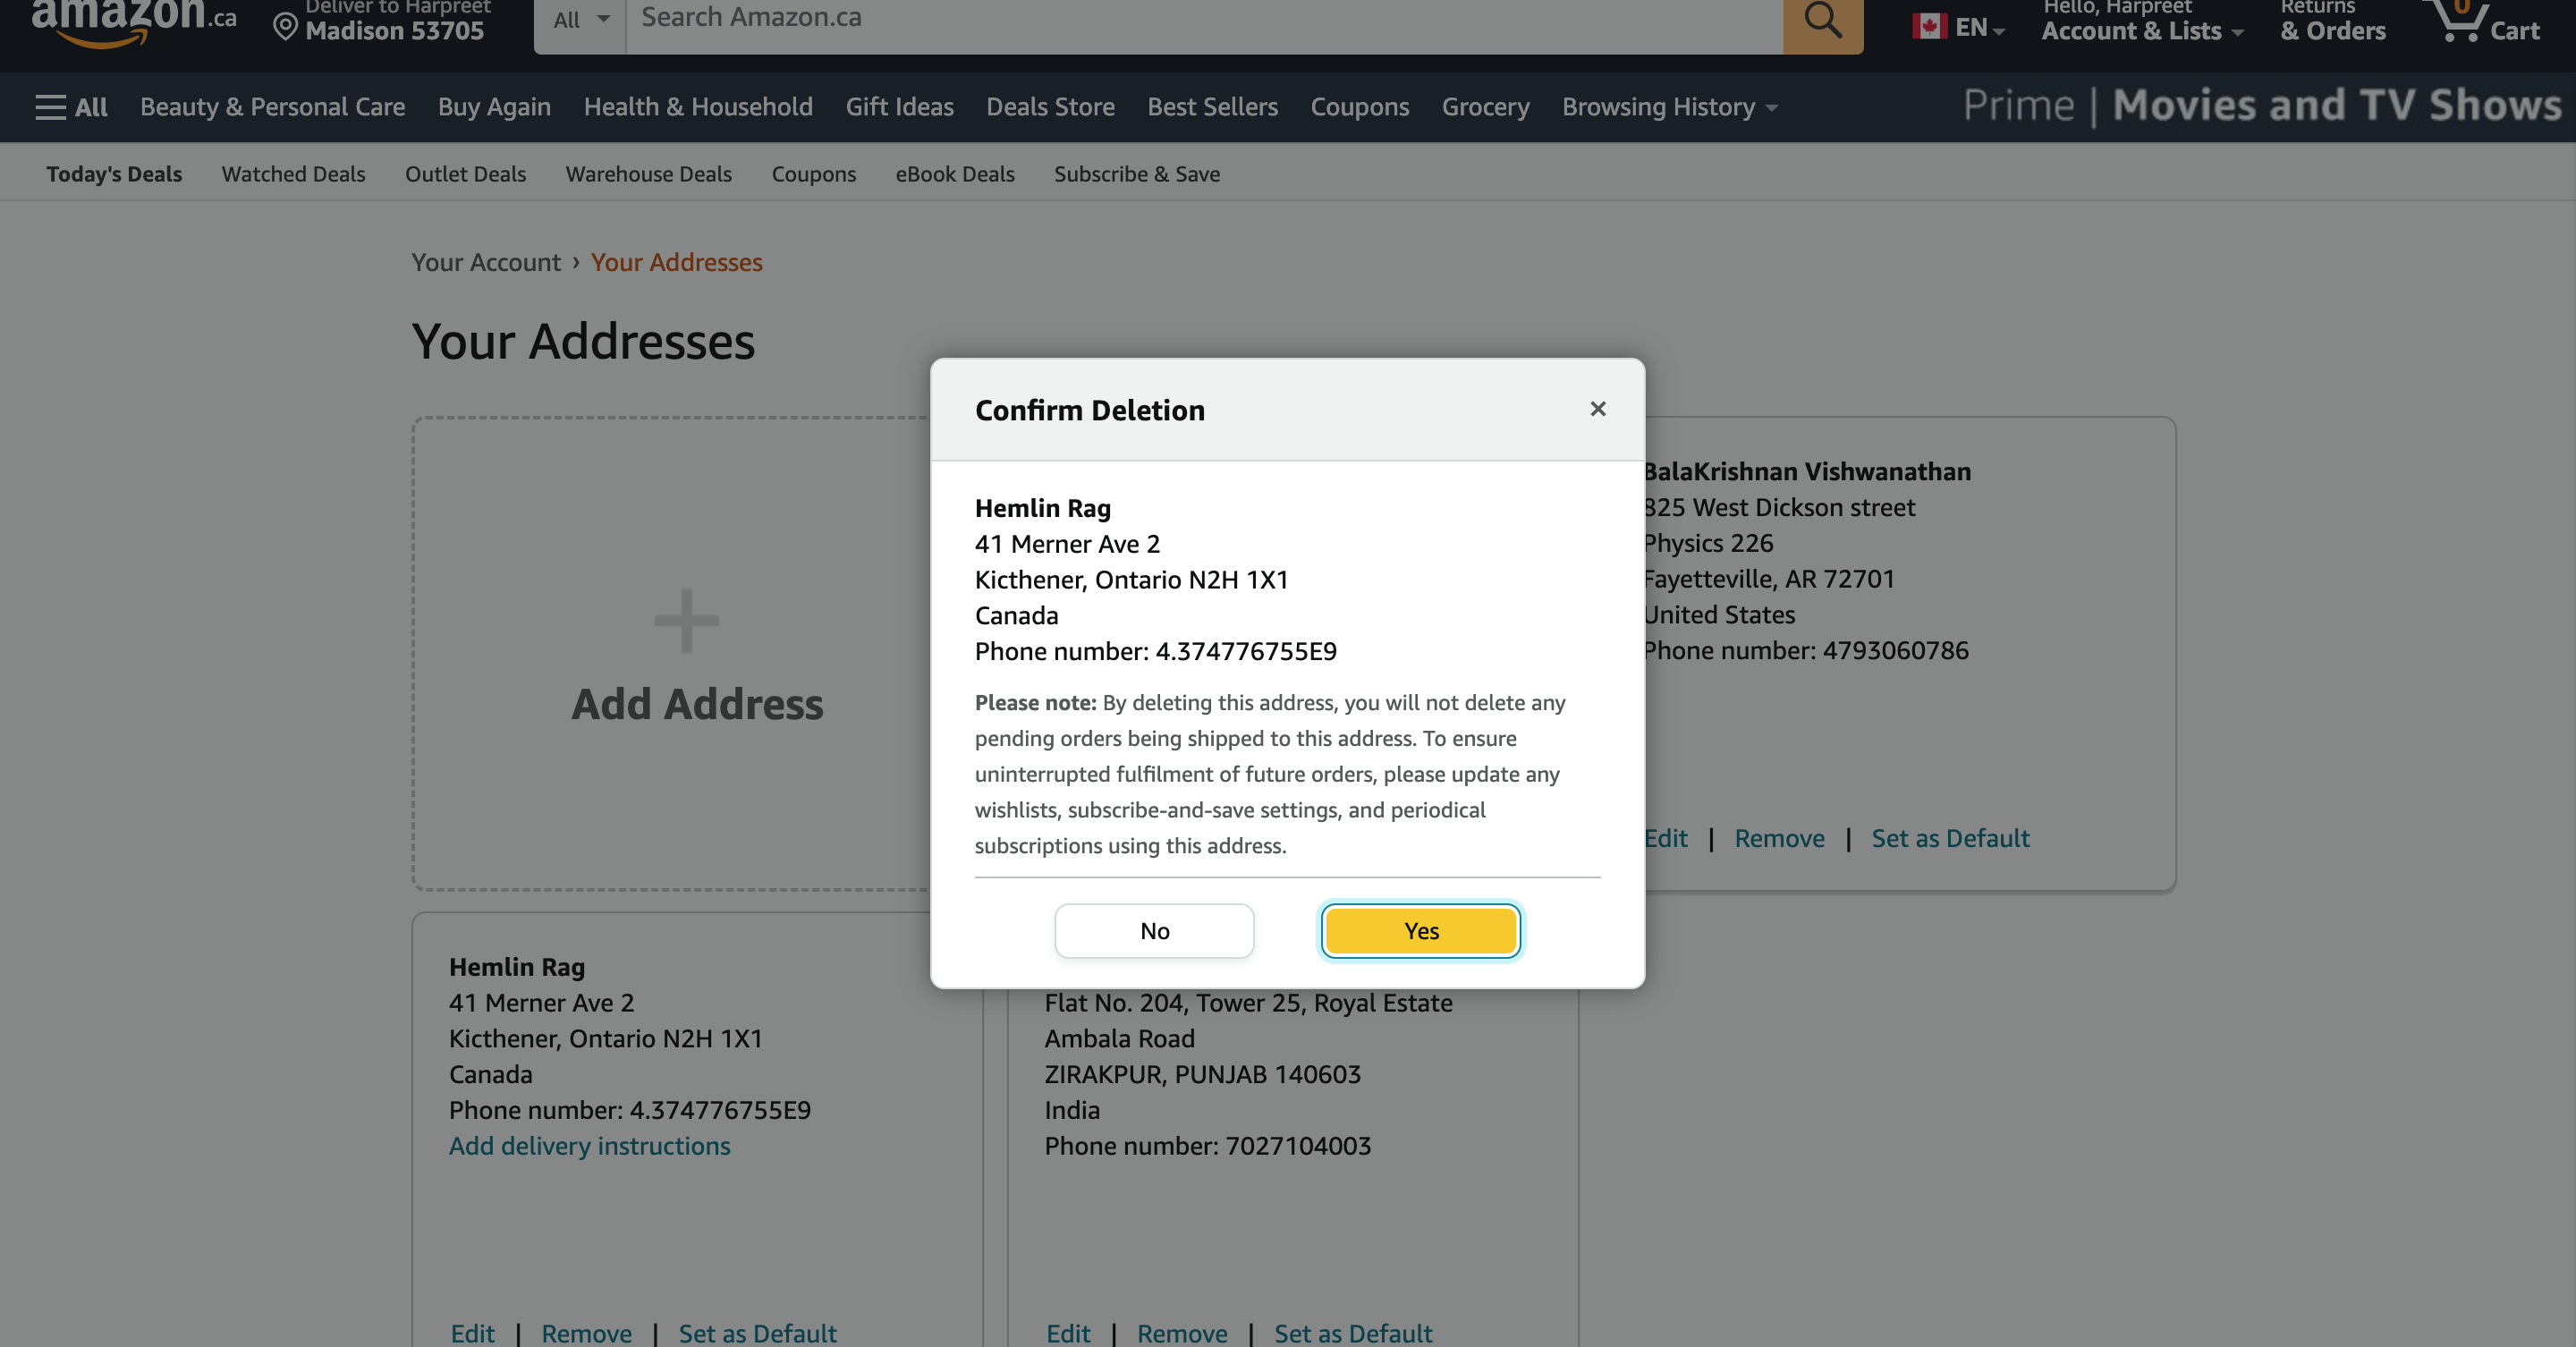 amazon.ca
Deliver to Harpreet
Madison 53705
All
Search Amazon.ca
EN
Hello, Harpreet
Account & Lists
Returns
& Orders
0
Cart
All
Beauty & Personal Care
Buy Again
Health & Household
Gift Ideas
Deals Store
Best Sellers
Coupons
Grocery
Browsing History
Prime | Movies and TV Shows
Today's Deals
Watched Deals
Outlet Deals
Warehouse Deals
Coupons
eBook Deals
Subscribe & Save
Your Account › Your Addresses
Your Addresses
Add Address
Confirm Deletion
×
Hemlin Rag
41 Merner Ave 2
Kicthener, Ontario N2H 1X1
Canada
Phone number: 4.374776755E9
Please note: By deleting this address, you will not delete any
pending orders being shipped to this address. To ensure
uninterrupted fulfilment of future orders, please update any
wishlists, subscribe-and-save settings, and periodical
subscriptions using this address.
No
Yes
BalaKrishnan Vishwanathan
825 West Dickson street
Physics 226
Fayetteville, AR 72701
United States
Phone number: 4793060786
Edit | Remove | Set as Default
Hemlin Rag
41 Merner Ave 2
Kicthener, Ontario N2H 1X1
Canada
Phone number: 4.374776755E9
Add delivery instructions
Edit | Remove | Set as Default
Flat No. 204, Tower 25, Royal Estate
Ambala Road
ZIRAKPUR, PUNJAB 140603
India
Phone number: 7027104003
Edit | Remove | Set as Default